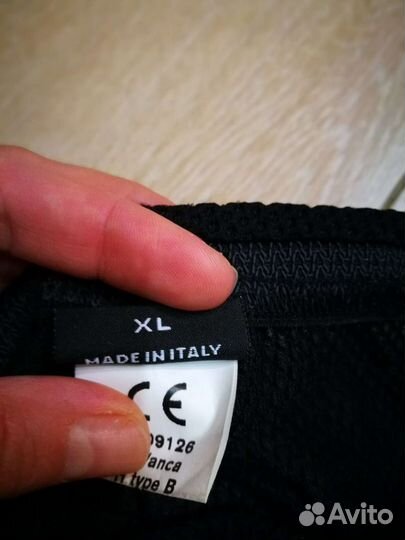 XL
MADE IN ITALY
CE
09126
type B
Avito